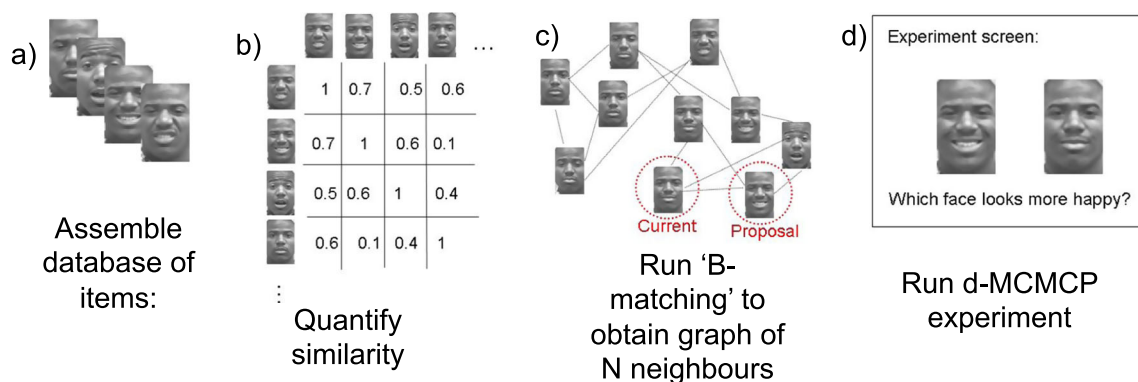 a)
Assemble
database of
items:
b)
...
1 0.7 0.5 0.6
0.7 1 0.6 0.1
0.5 0.6 1 0.4
0.6 0.1 0.4 1
...
Quantify
similarity
c)
Current Proposal
Run ‘B-
matching’ to
obtain graph of
N neighbours
d)
Experiment screen:
Which face looks more happy?
Run d-MCMCP
experiment